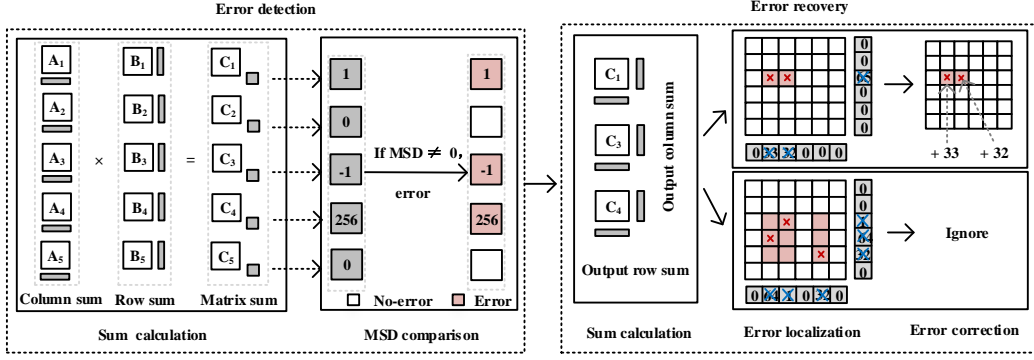 Error detection
A1
A2
A3
A4
A5
Column sum
×
B1
B2
B3
B4
B5
Row sum
=
C1
C2
C3
C4
C5
Matrix sum
Sum calculation
1
0
-1
256
0
If MSD ≠ 0,
error
1
-1
256
No-error
Error
MSD comparison
Error recovery
C1
C3
C4
Output column sum
Output row sum
Sum calculation
0
0
65
0
0
0
0 33 32 0 0 0
+ 33
+ 32
0
0
1
64
32
0
0 64 1 0 32 0
Ignore
Error localization
Error correction